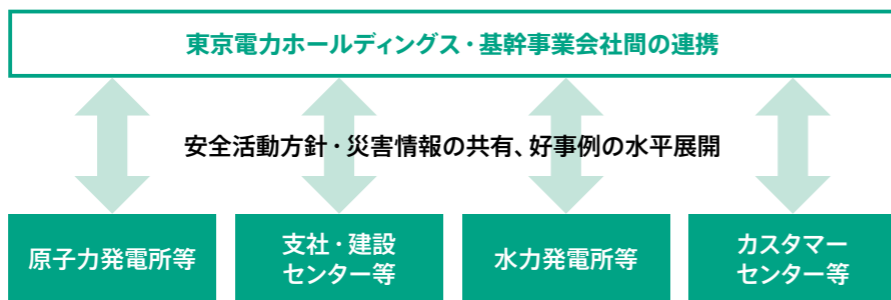 東京電力ホールディングス・基幹事業会社間の連携
安全活動方針・災害情報の共有、好事例の水平展開
原子力発電所等
支社・建設
センター等
水力発電所等
カスタマー
センター等